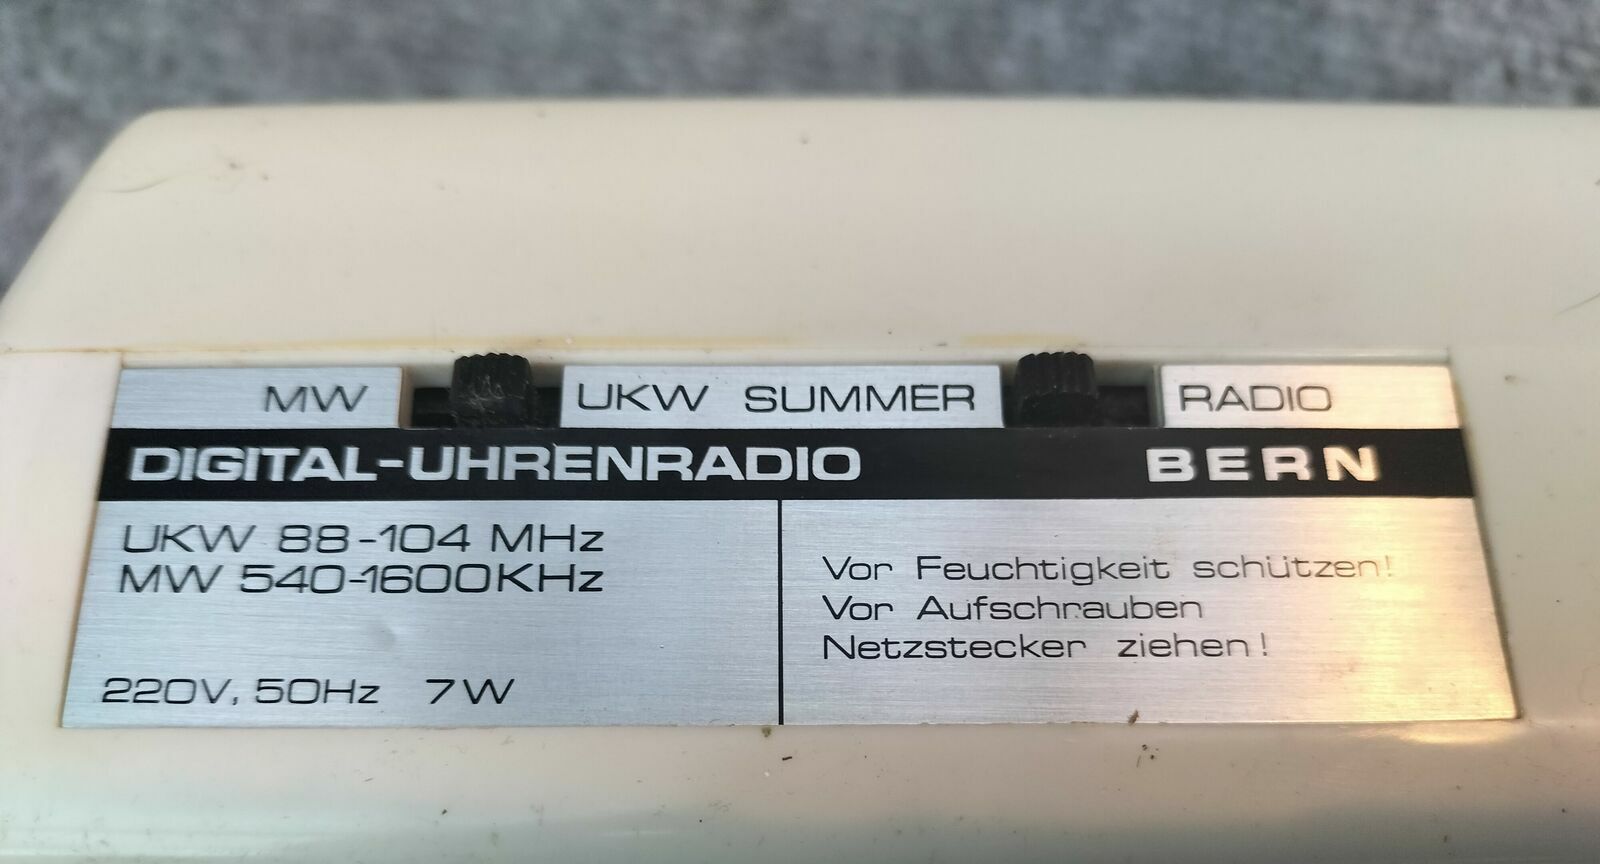 MW UKW SUMMER RADIO
DIGITAL-UHRENRADIO BERN
UKW 88-104 MHz
MW 540-1600KHz
220V, 50Hz 7W
Vor Feuchtigkeit schützen!
Vor Aufschrauben
Netzstecker ziehen!